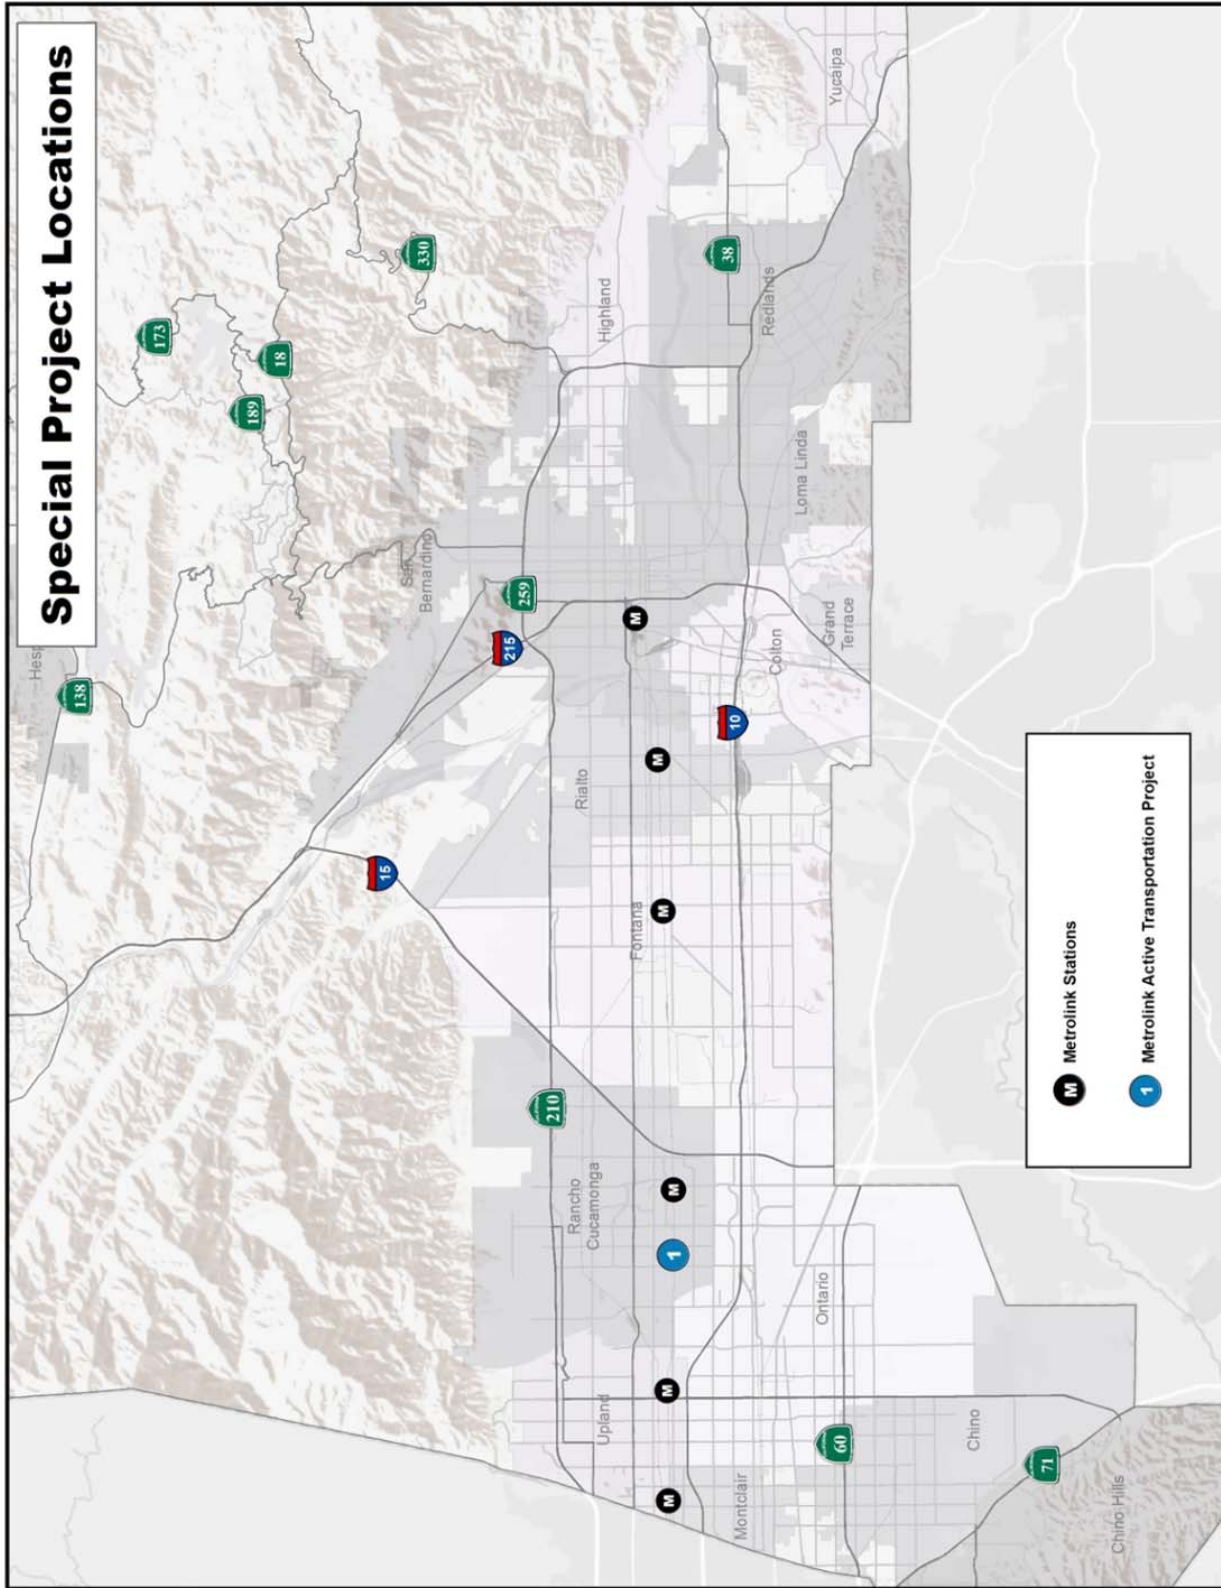 Special Project Locations
Hesp
138
173
189
18
330
San
Bernardino
215
259
15
Highland
38
Yucaipa
Redlands
Loma Linda
Rialto
Fontana
M
M
M
10
Colton
Grand
Terrace
210
Rancho
Cucamonga
M
1
Ontario
Upland
M
M
Montclair
60
Chino
71
Chino Hills
M Metrolink Stations
1 Metrolink Active Transportation Project